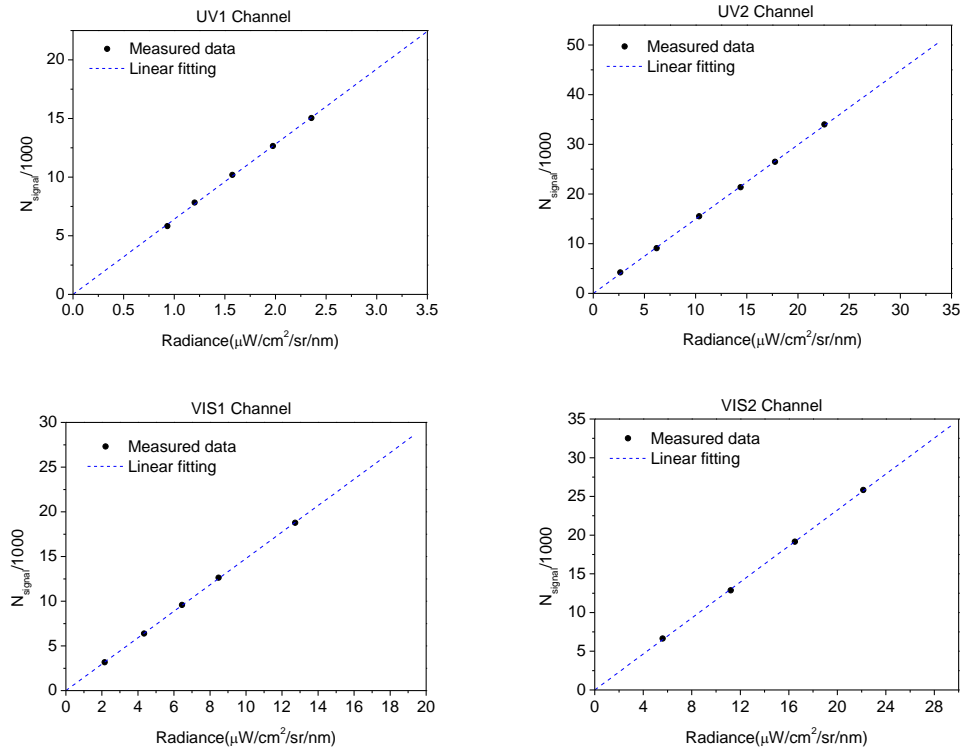 UV1 Channel
Measured data
Linear fitting
20
15
10
5
0
0.0 0.5 1.0 1.5 2.0 2.5 3.0 3.5
N_signal/1000
Radiance(μW/cm²/sr/nm)
UV2 Channel
Measured data
Linear fitting
50
40
30
20
10
0
0 5 10 15 20 25 30 35
N_signal/1000
Radiance(μW/cm²/sr/nm)
VIS1 Channel
Measured data
Linear fitting
30
25
20
15
10
5
0
0 2 4 6 8 10 12 14 16 18 20
N_signal/1000
Radiance(μW/cm²/sr/nm)
VIS2 Channel
Measured data
Linear fitting
35
30
25
20
15
10
5
0
0 4 8 12 16 20 24 28
N_signal/1000
Radiance(μW/cm²/sr/nm)